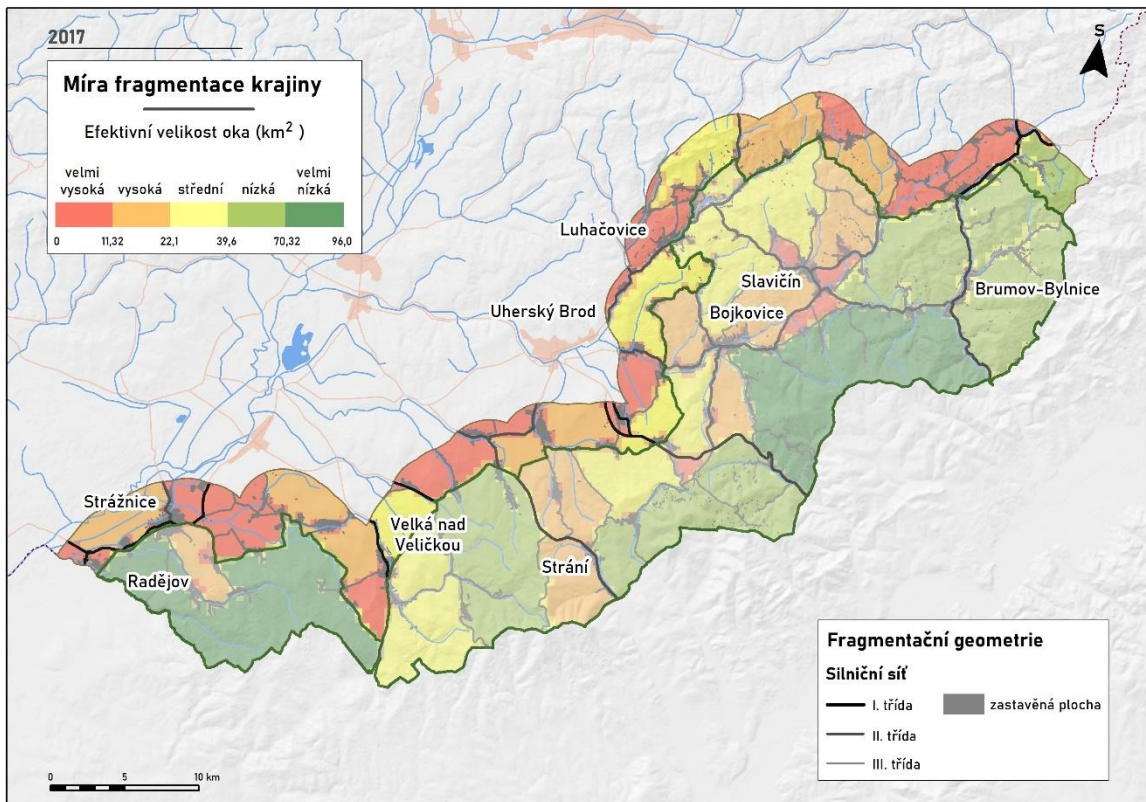 2017
Míra fragmentace krajiny
Efektivní velikost oka (km²)
velmi vysoká
vysoká
střední
nízká
velmi nízká
0 11,32 22,1 39,6 70,32 96,0
S
Luhačovice
Uherský Brod
Slavičín
Bojkovice
Brumov-Bylnice
Strážnice
Velká nad
Veličkou
Radějov
Strání
Fragmentační geometrie
Silniční síť
I. třída
zastavěná plocha
II. třída
III. třída
0 5 10 km